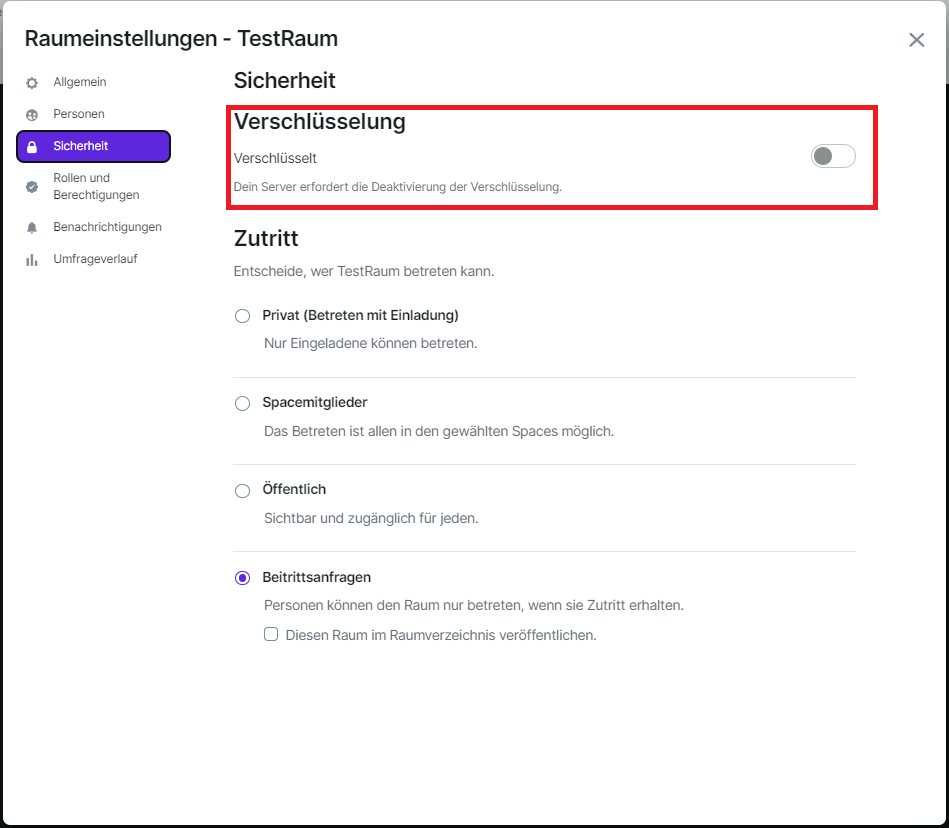 Raumeinstellungen - TestRaum
Allgemein
Personen
Sicherheit
Rollen und
Berechtigungen
Benachrichtigungen
Umfrageverlauf
Sicherheit
Verschlüsselung
Verschlüsselt
Dein Server erfordert die Deaktivierung der Verschlüsselung.
Zutritt
Entscheide, wer TestRaum betreten kann.
Privat (Betreten mit Einladung)
Nur Eingeladene können betreten.
Spacemitglieder
Das Betreten ist allen in den gewählten Spaces möglich.
Öffentlich
Sichtbar und zugänglich für jeden.
Beitrittsanfragen
Personen können den Raum nur betreten, wenn sie Zutritt erhalten.
Diesen Raum im Raumverzeichnis veröffentlichen.